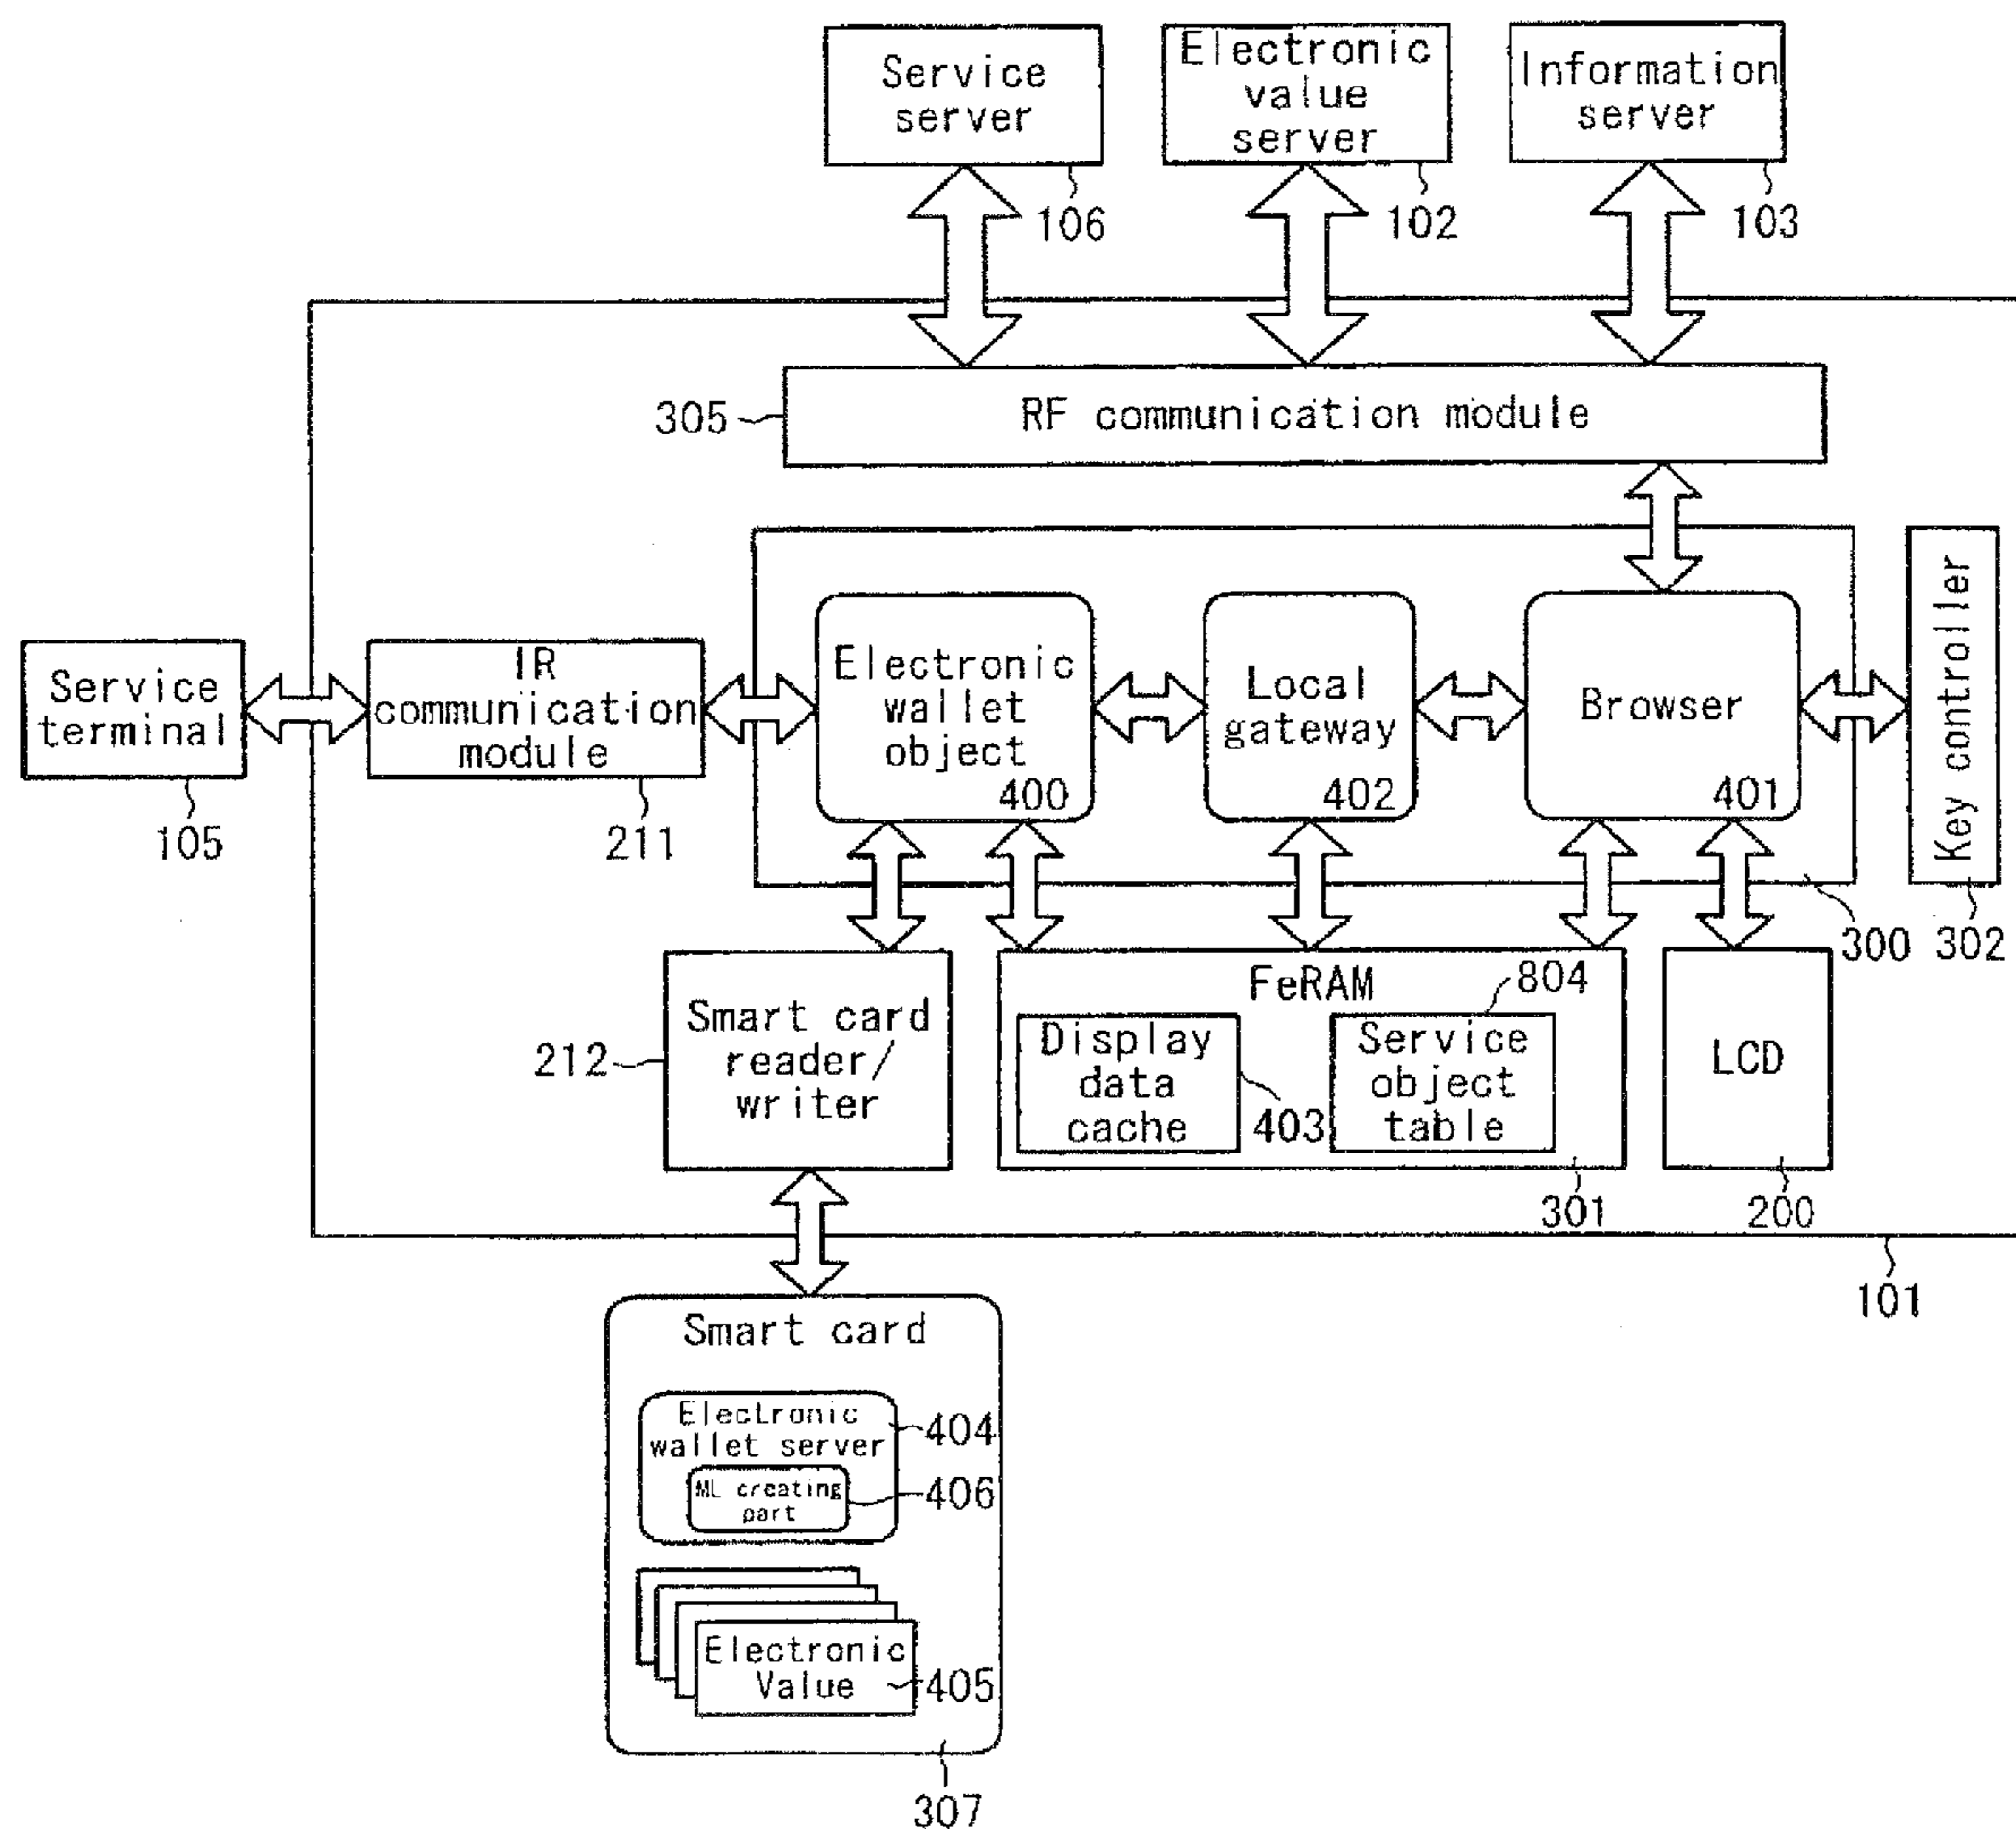 Service
server
106
Electronic
value
server
102
Information
server
103
305
RF communication module
Service
terminal
105
IR
communication
module
211
Electronic
wallet
object
400
Local
gateway
402
Browser
401
Key controller
302
300
212
Smart card
reader/
writer
FeRAM
804
Display
data
cache
403
Service
object
table
301
LCD
200
101
Smart card
Electronic
wallet server
404
ML creating
part
406
Electronic
Value
405
307